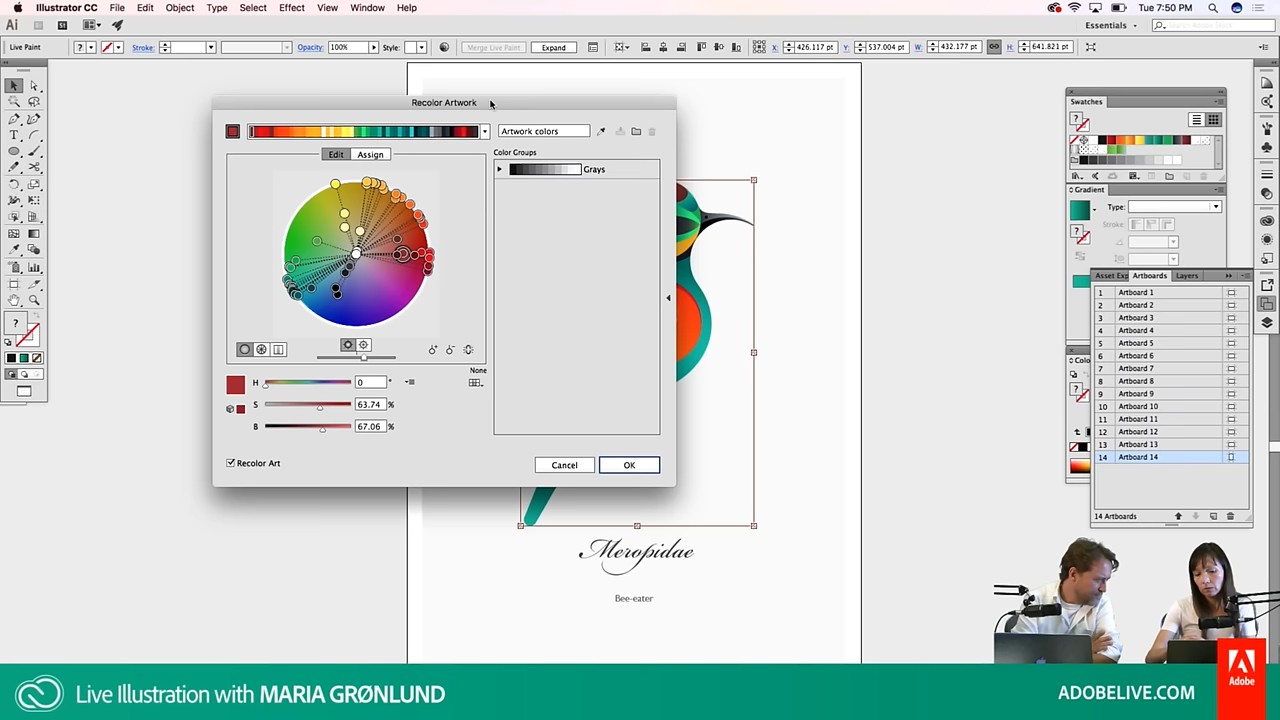 Illustrator CC File Edit Object Type Select Effect View Window Help Tue 7:50 PM
Ai St Essentials
Live Paint ? Stroke: Opacity: 100% Style: Merge Live Paint Expand X: 426.117 pt Y: 537.004 pt W: 432.177 pt H: 641.821 pt
Recolor Artwork
Artwork colors
Edit Assign
Color Groups
Grays
None
H 0 °
S 63.74 %
B 67.06 %
Recolor Art
Cancel OK
T
?
Swatches
?
Gradient
Type:
Stroke:
?
Artboards Layers
1 Artboard 1
2 Artboard 2
3 Artboard 3
4 Artboard 4
5 Artboard 5
6 Artboard 6
7 Artboard 7
8 Artboard 8
9 Artboard 9
10 Artboard 10
11 Artboard 11
12 Artboard 12
13 Artboard 13
14 Artboard 14
14 Artboards
?
Meropidae
Bee-eater
Live Illustration with MARIA GRØNLUND
ADOBELIVE.COM
Adobe